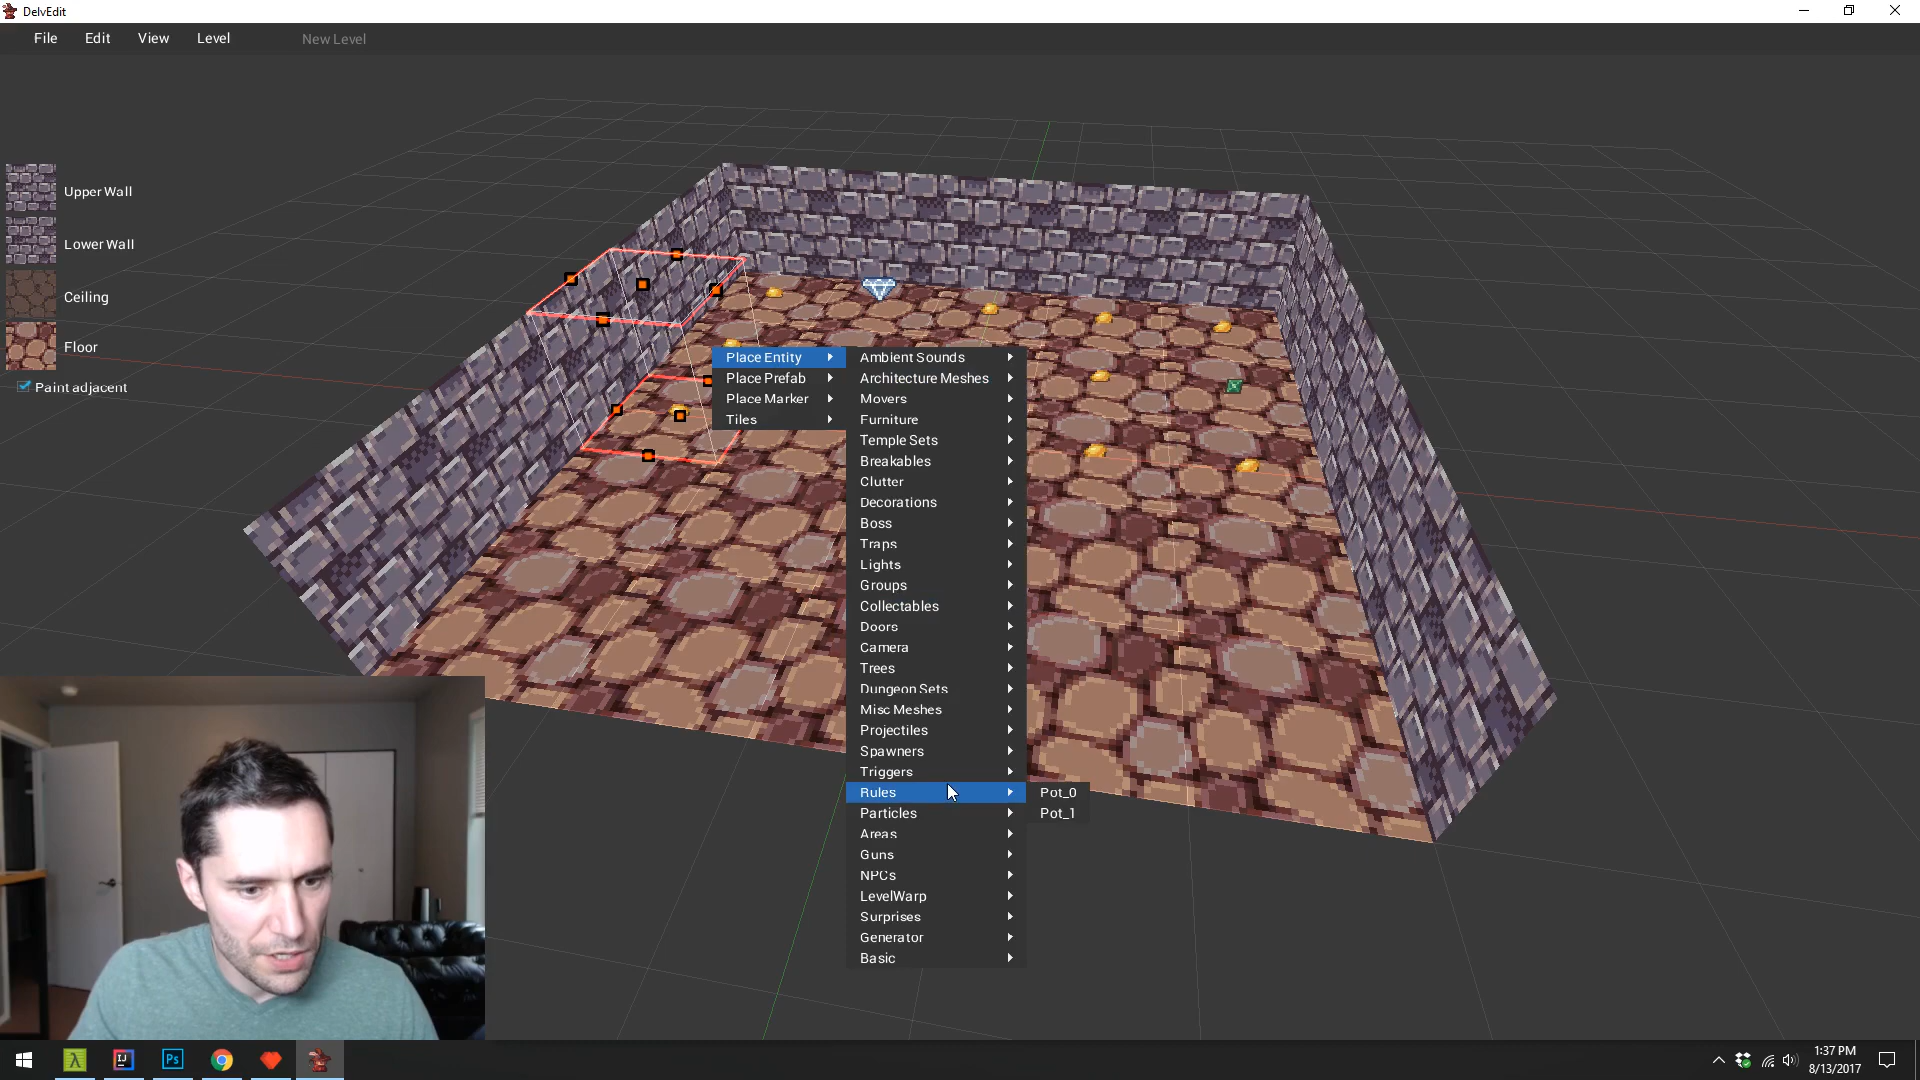 DelvEdit
File Edit View Level New Level
Upper Wall
Lower Wall
Ceiling
Floor
Paint adjacent
Place Entity
Place Prefab
Place Marker
Tiles
Ambient Sounds
Architecture Meshes
Movers
Furniture
Temple Sets
Breakables
Clutter
Decorations
Boss
Traps
Lights
Groups
Collectables
Doors
Camera
Trees
Dungeon Sets
Misc Meshes
Projectiles
Spawners
Triggers
Rules
Particles
Areas
Guns
NPCs
LevelWarp
Surprises
Generator
Basic
Pot_0
Pot_1
λ IJ Ps
1:37 PM
8/13/2017